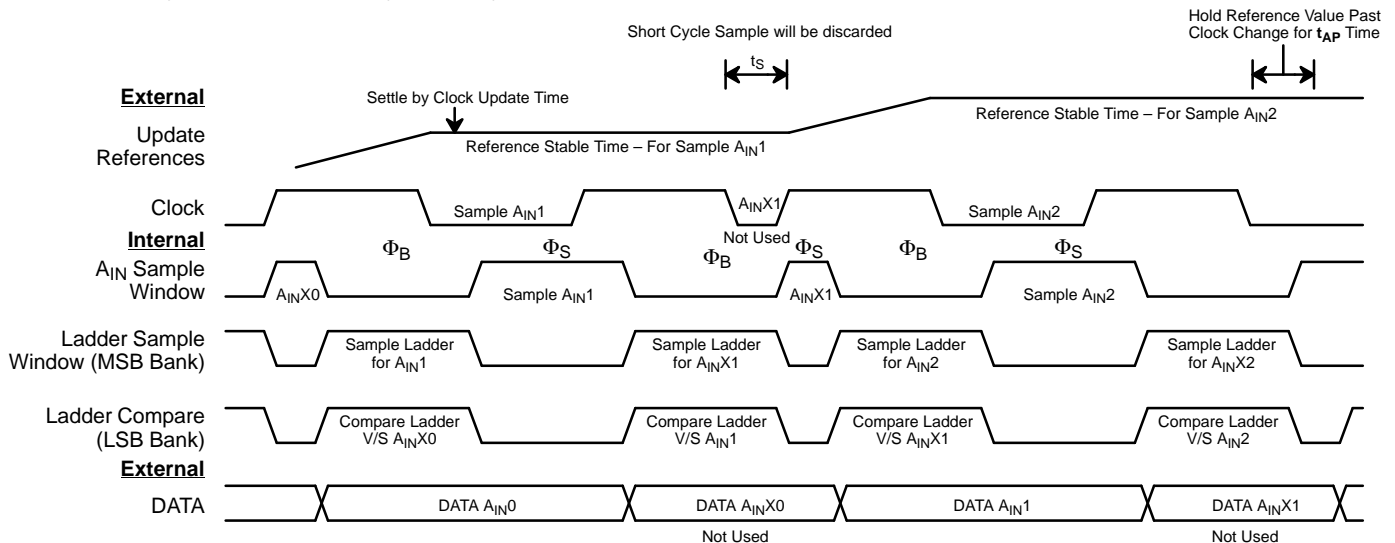 Short Cycle Sample will be discarded
Hold Reference Value Past
Clock Change for tAP Time
tS
External
Settle by Clock Update Time
Update
References
Reference Stable Time – For Sample AIN1
Reference Stable Time – For Sample AIN2
Clock
Sample AIN1
AINX1
Not Used
Sample AIN2
Internal
ΦB
ΦS
ΦB
ΦS
ΦB
ΦS
AIN Sample
Window
AINX0
Sample AIN1
AINX1
Sample AIN2
Ladder Sample
Window (MSB Bank)
Sample Ladder
for AIN1
Sample Ladder
for AINX1
Sample Ladder
for AIN2
Sample Ladder
for AINX2
Ladder Compare
(LSB Bank)
Compare Ladder
V/S AINX0
Compare Ladder
V/S AIN1
Compare Ladder
V/S AINX1
Compare Ladder
V/S AIN2
External
DATA
DATA AIN0
DATA AINX0
Not Used
DATA AIN1
DATA AINX1
Not Used